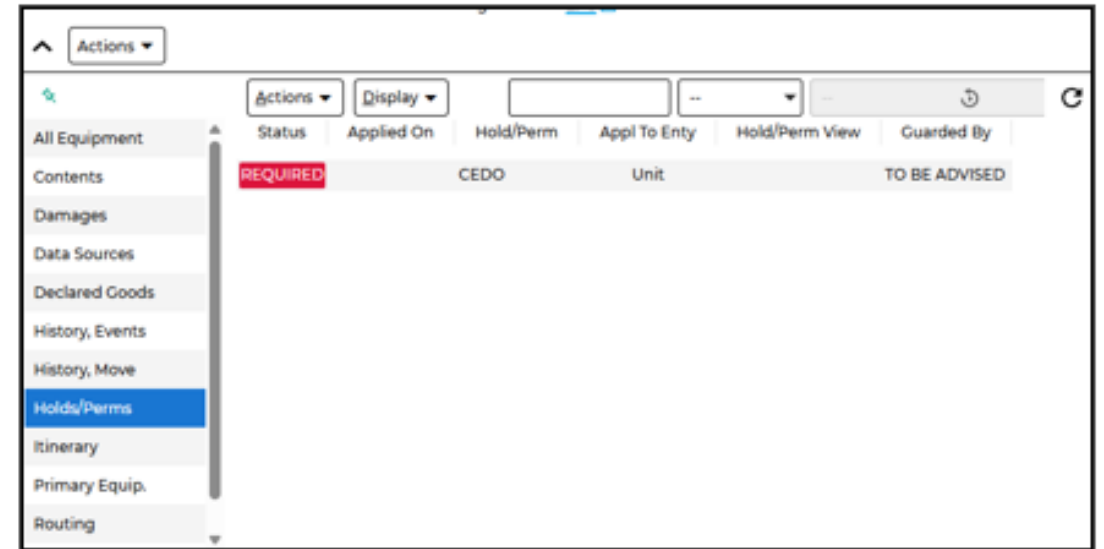 Actions
Actions Display -- --
Status Applied On Hold/Perm Appl To Enty Hold/Perm View Guarded By
REQUIRED CEDO Unit TO BE ADVISED
All Equipment
Contents
Damages
Data Sources
Declared Goods
History, Events
History, Move
Holds/Perms
Itinerary
Primary Equip.
Routing